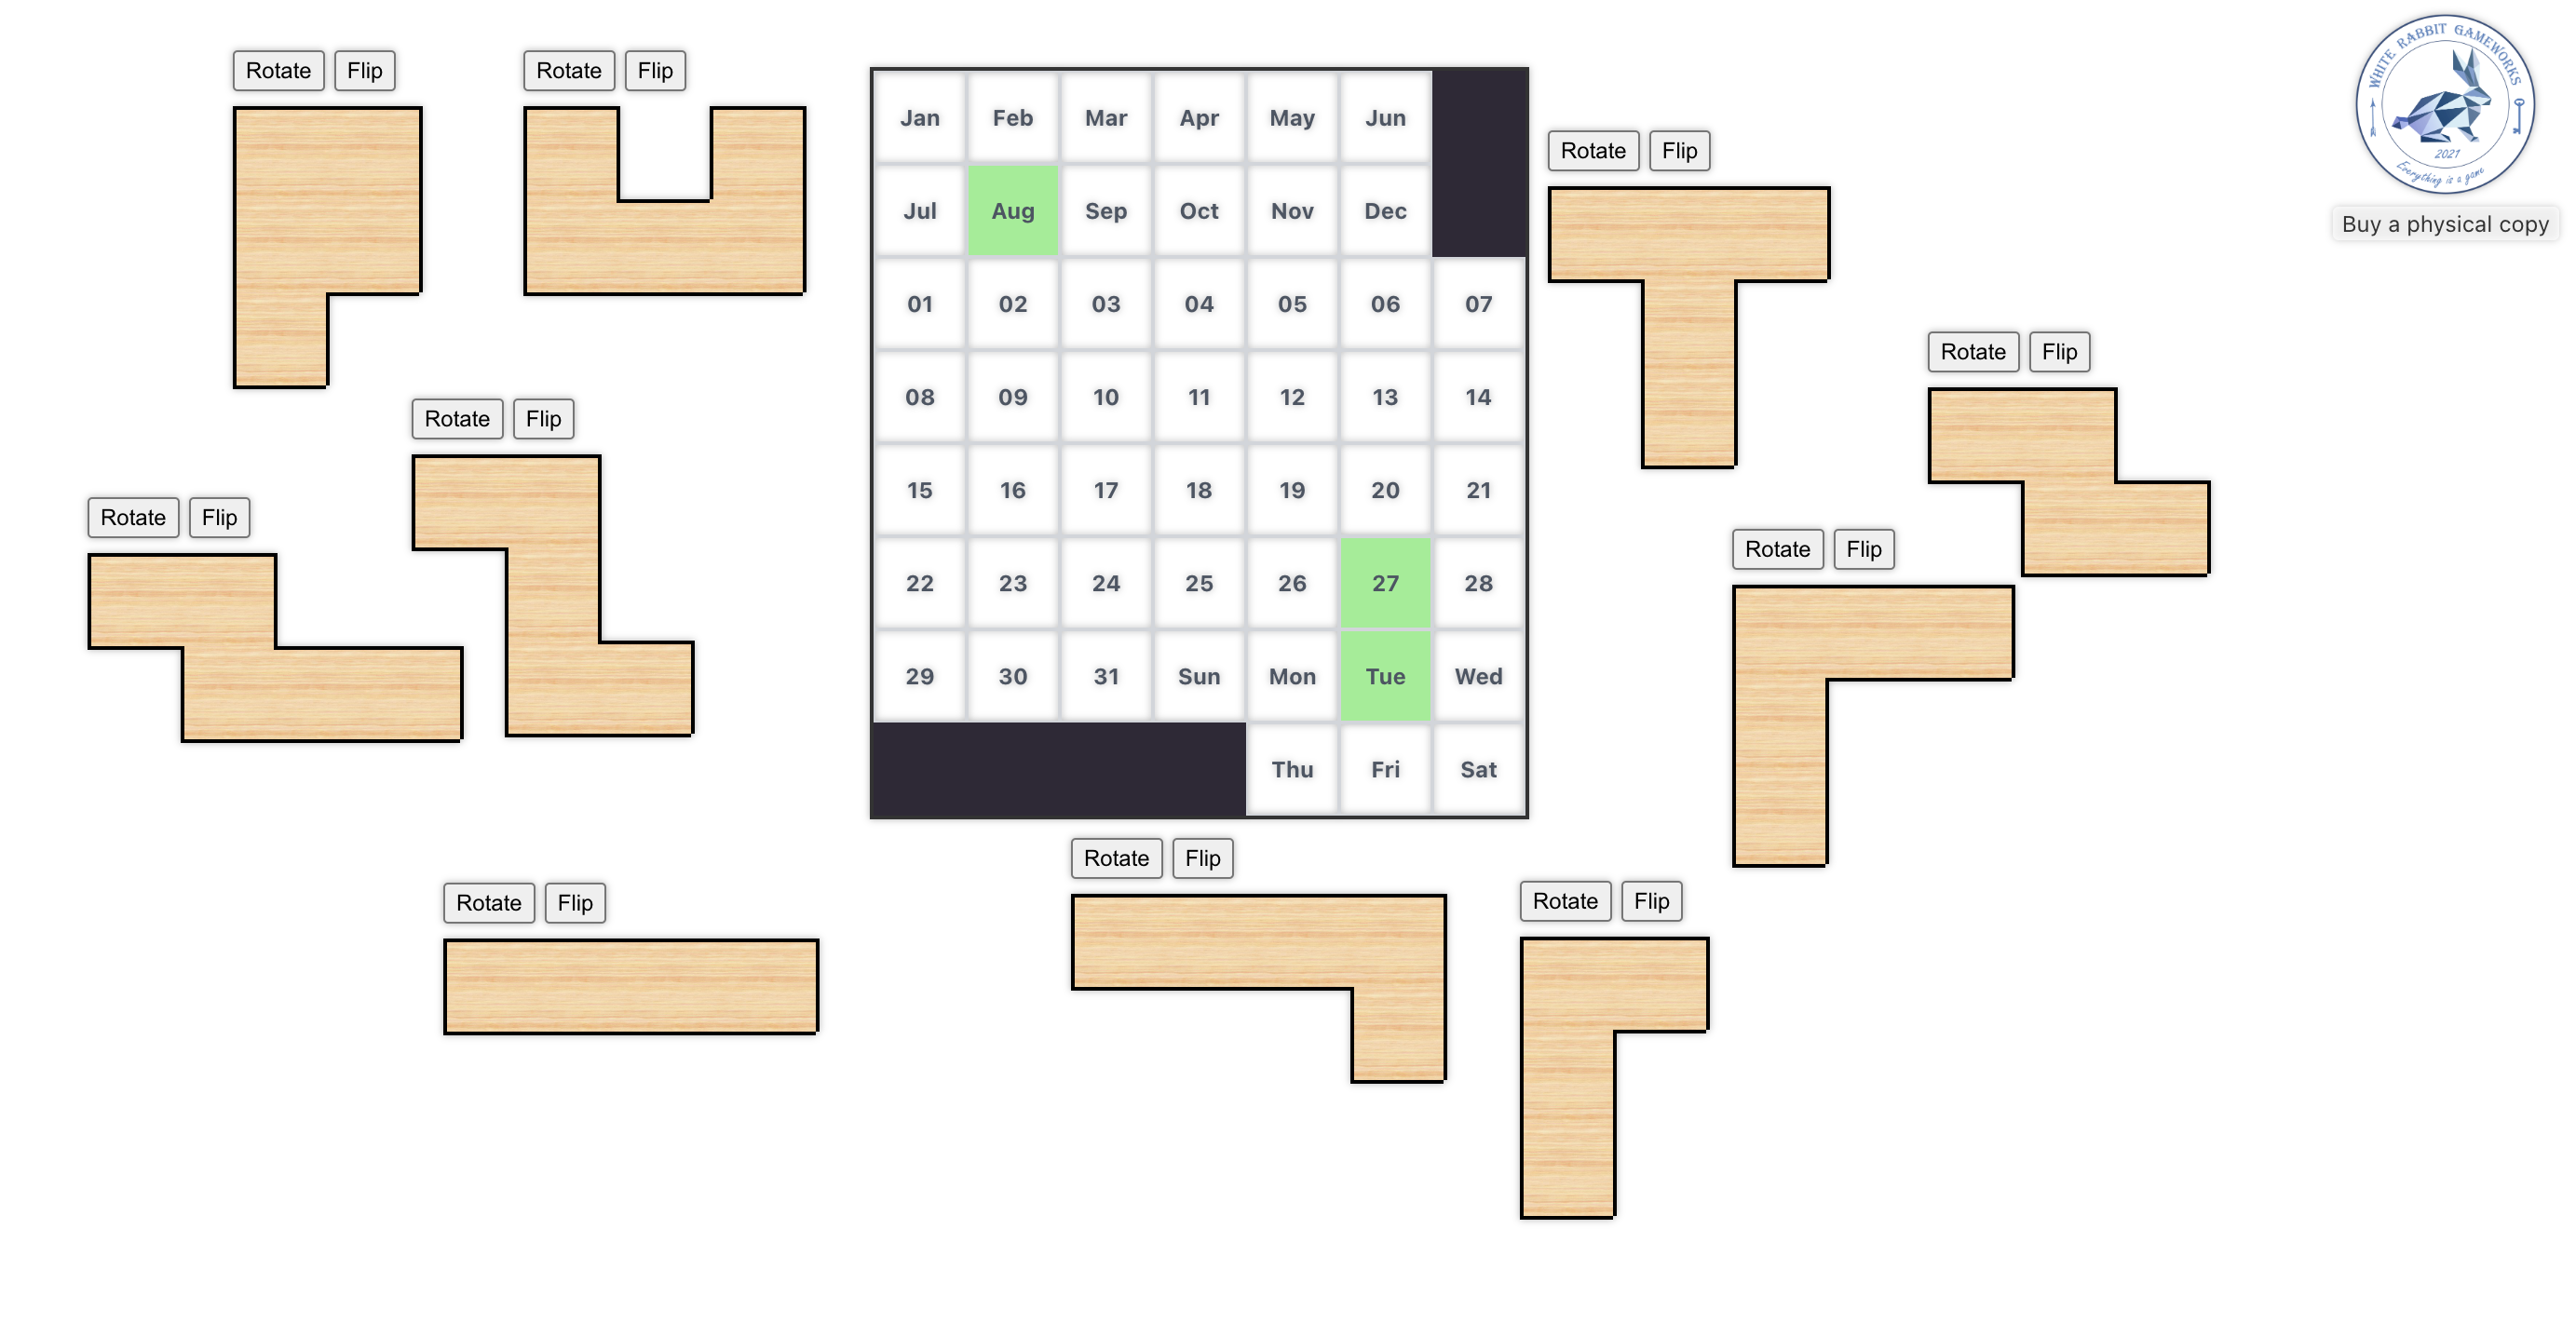 Rotate Flip
Rotate Flip
Rotate Flip
Rotate Flip
Jan Feb Mar Apr May Jun
Jul Aug Sep Oct Nov Dec
01 02 03 04 05 06 07
08 09 10 11 12 13 14
15 16 17 18 19 20 21
22 23 24 25 26 27 28
29 30 31 Sun Mon Tue Wed
Thu Fri Sat
Rotate Flip
Rotate Flip
Rotate Flip
Rotate Flip
Rotate Flip
Rotate Flip
WHITE RABBIT GAMEWORKS
2021
Everything is a game
Buy a physical copy